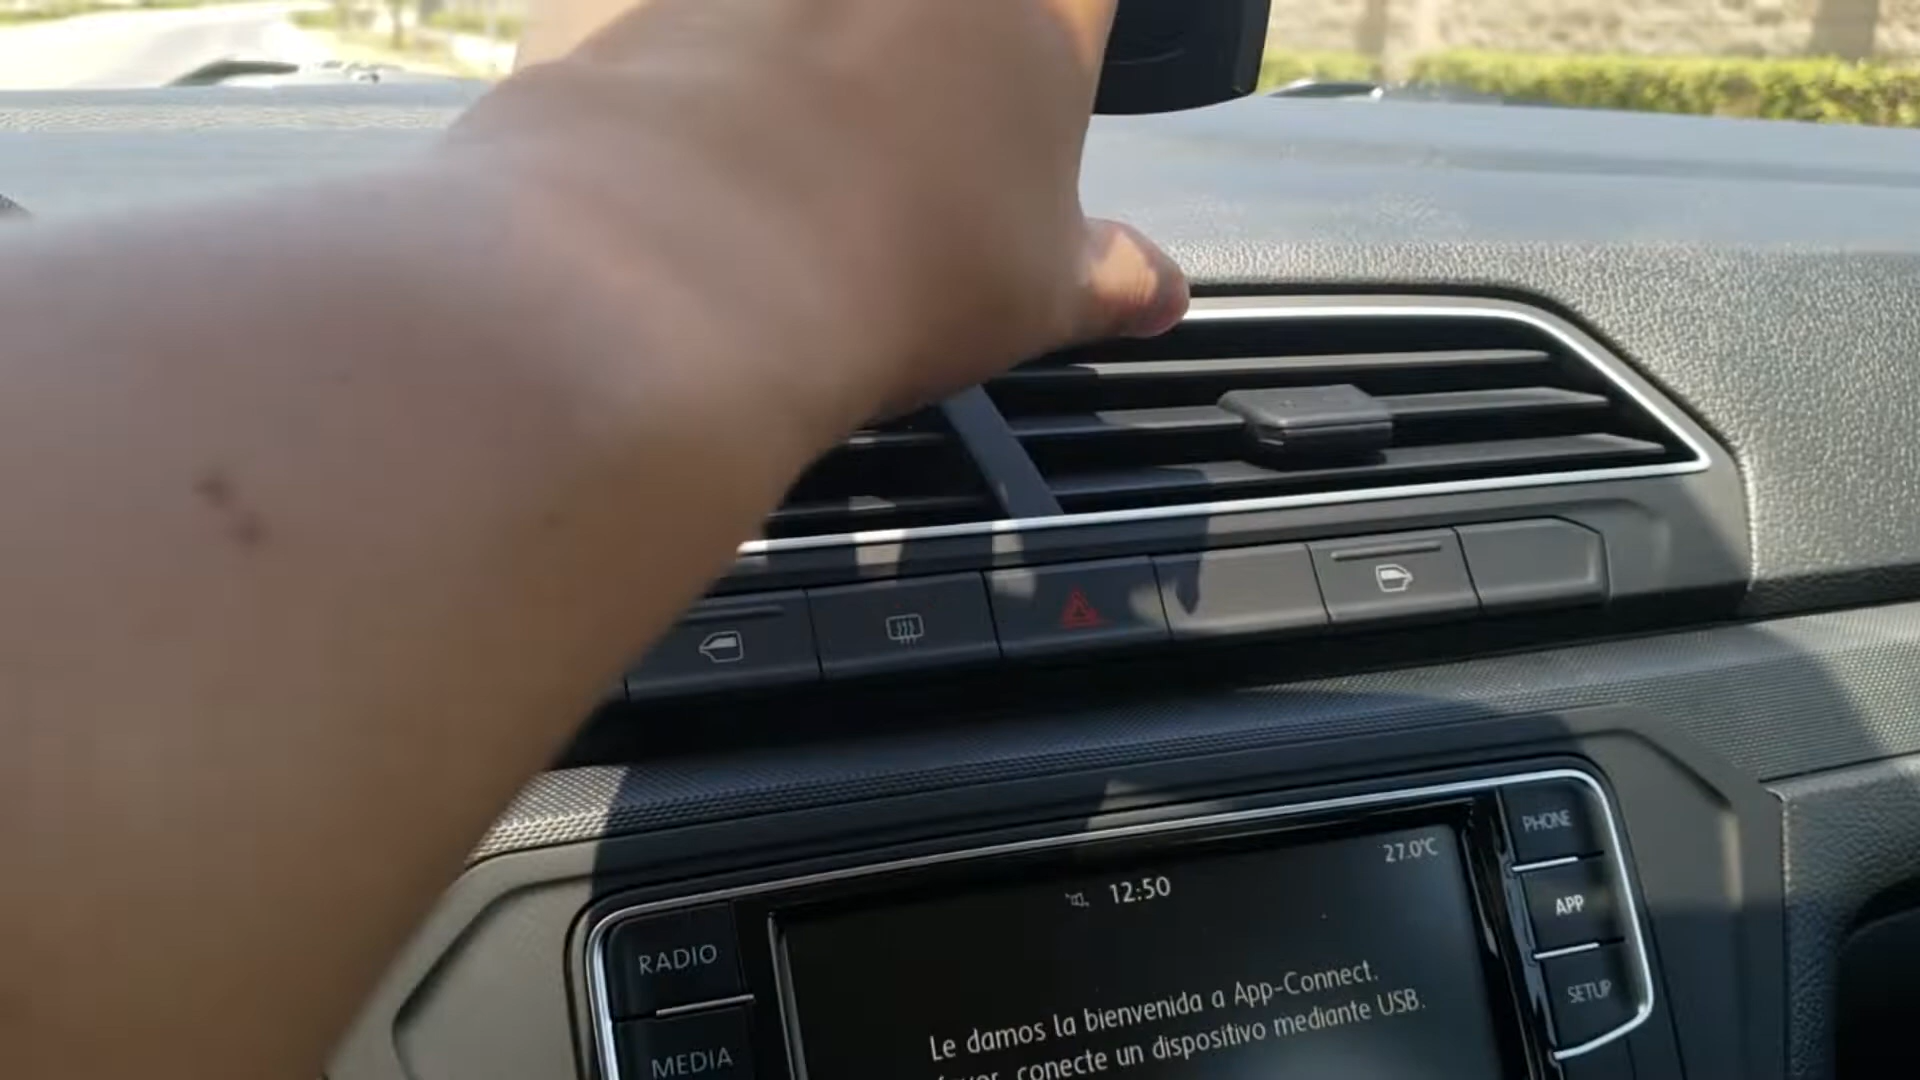 PHONE
27.0°C
12:50
APP
RADIO
SETUP
Le damos la bienvenida a App-Connect.
conecte un dispositivo mediante USB.
MEDIA